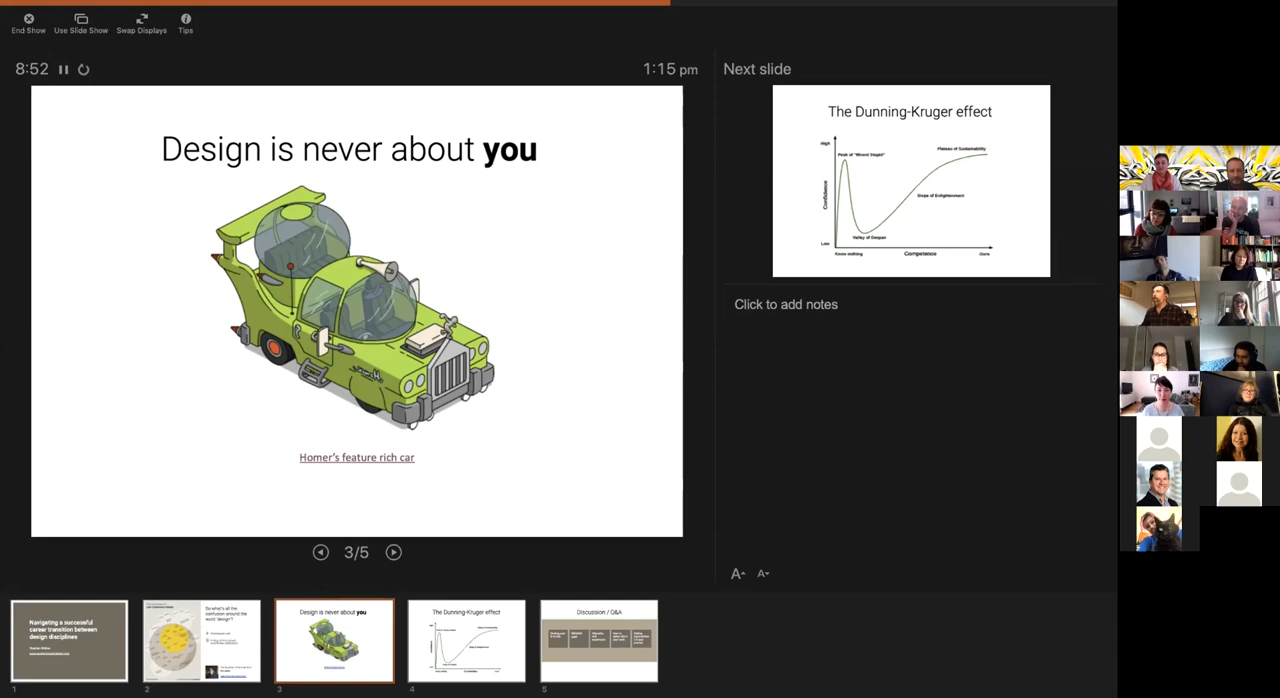 End Show
Use Slide Show
Swap Displays
Tips
8:52
1:15 pm
Design is never about you
Homer's feature rich car
3/5
Next slide
The Dunning-Kruger effect
High
Confidence
Low
Peak of "Mount Stupid"
Plateau of Sustainability
Slope of Enlightenment
Valley of Despair
Know nothing
Competence
Guru
Click to add notes
A
A
Navigating a successful
career transition between
design disciplines
1
So what's all the
confusion around the
word 'design'?
2
Design is never about you
3
The Dunning-Kruger effect
4
Discussion / Q&A
5